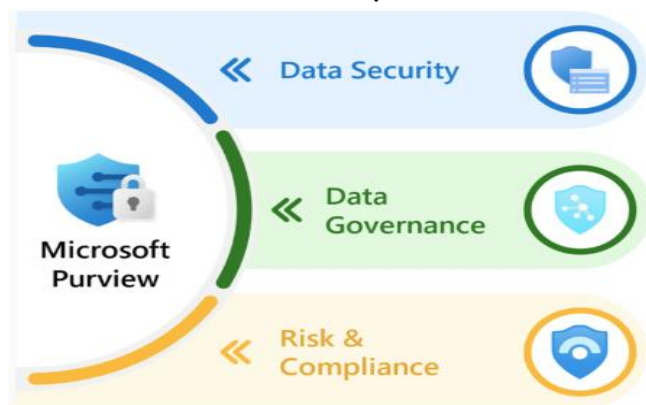 Data Security
Data
Governance
Microsoft
Purview
Risk &
Compliance